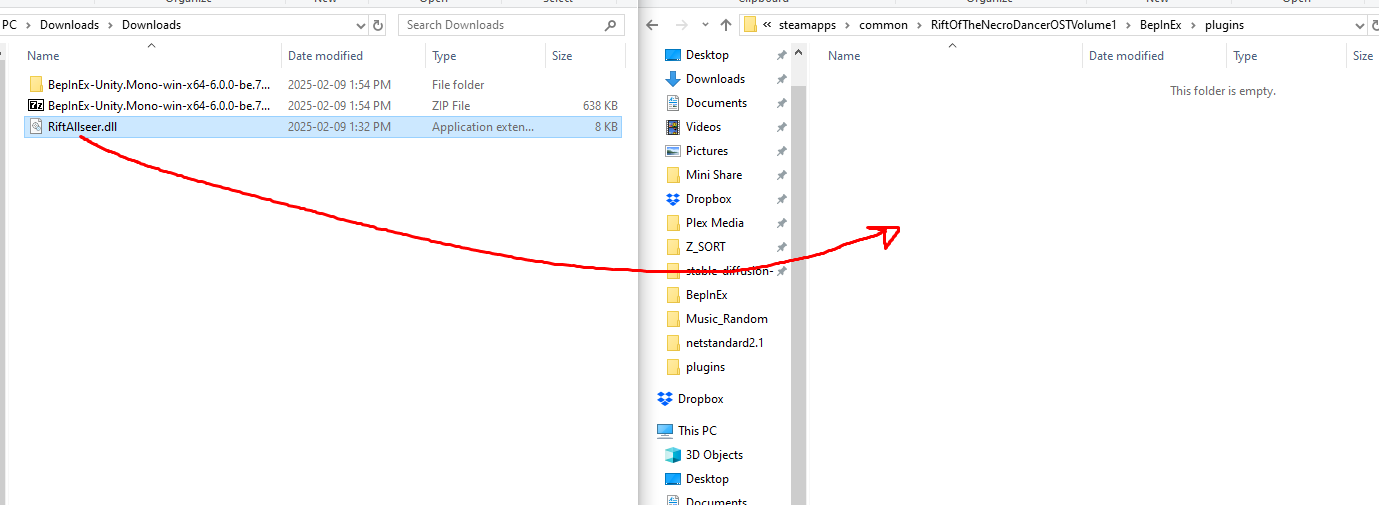 Organize New Open Select
PC > Downloads > Downloads
Search Downloads
Name Date modified Type Size
BepInEx-Unity.Mono-win-x64-6.0.0-be.7... 2025-02-09 1:54 PM File folder
BepInEx-Unity.Mono-win-x64-6.0.0-be.7... 2025-02-09 1:54 PM ZIP File 638 KB
RiftAllseer.dll 2025-02-09 1:32 PM Application exten... 8 KB
Clipboard Organize New Open
« steamapps > common > RiftOfTheNecroDancerOSTVolume1 > BepInEx > plugins
Desktop
Downloads
Documents
Videos
Pictures
Mini Share
Dropbox
Plex Media
Z_SORT
stable-diffusion-
BepInEx
Music_Random
netstandard2.1
plugins
Dropbox
This PC
3D Objects
Desktop
Documents
Name Date modified Type Size
This folder is empty.